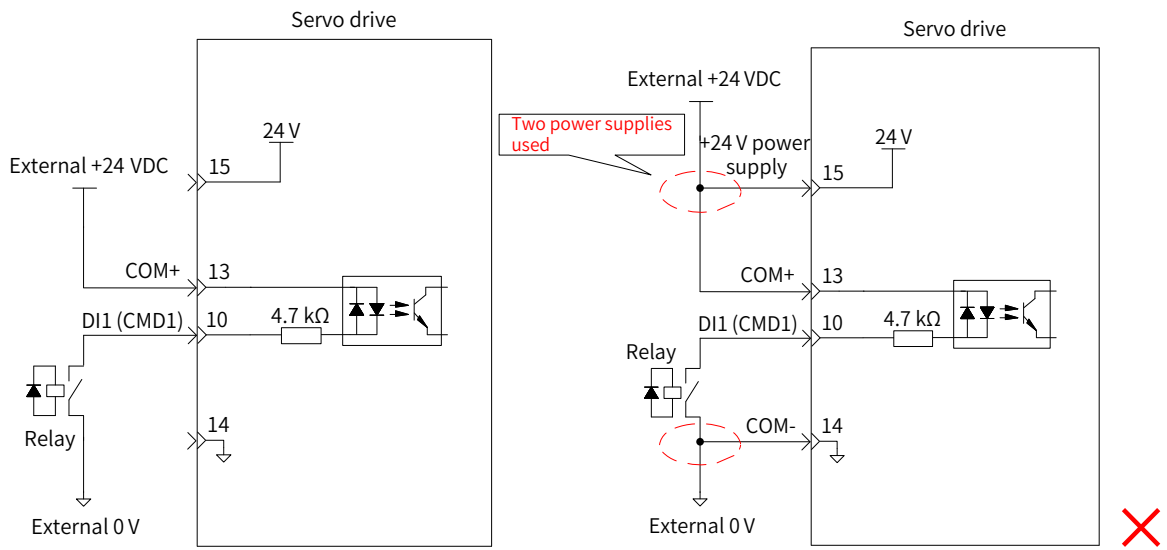 Servo drive
External +24 VDC
24 V
15
COM+
13
DI1 (CMD1)
10
4.7 kΩ
Relay
14
External 0 V
Servo drive
External +24 VDC
Two power supplies
used
+24 V power
supply
24 V
15
COM+
13
DI1 (CMD1)
10
4.7 kΩ
Relay
COM-
14
External 0 V